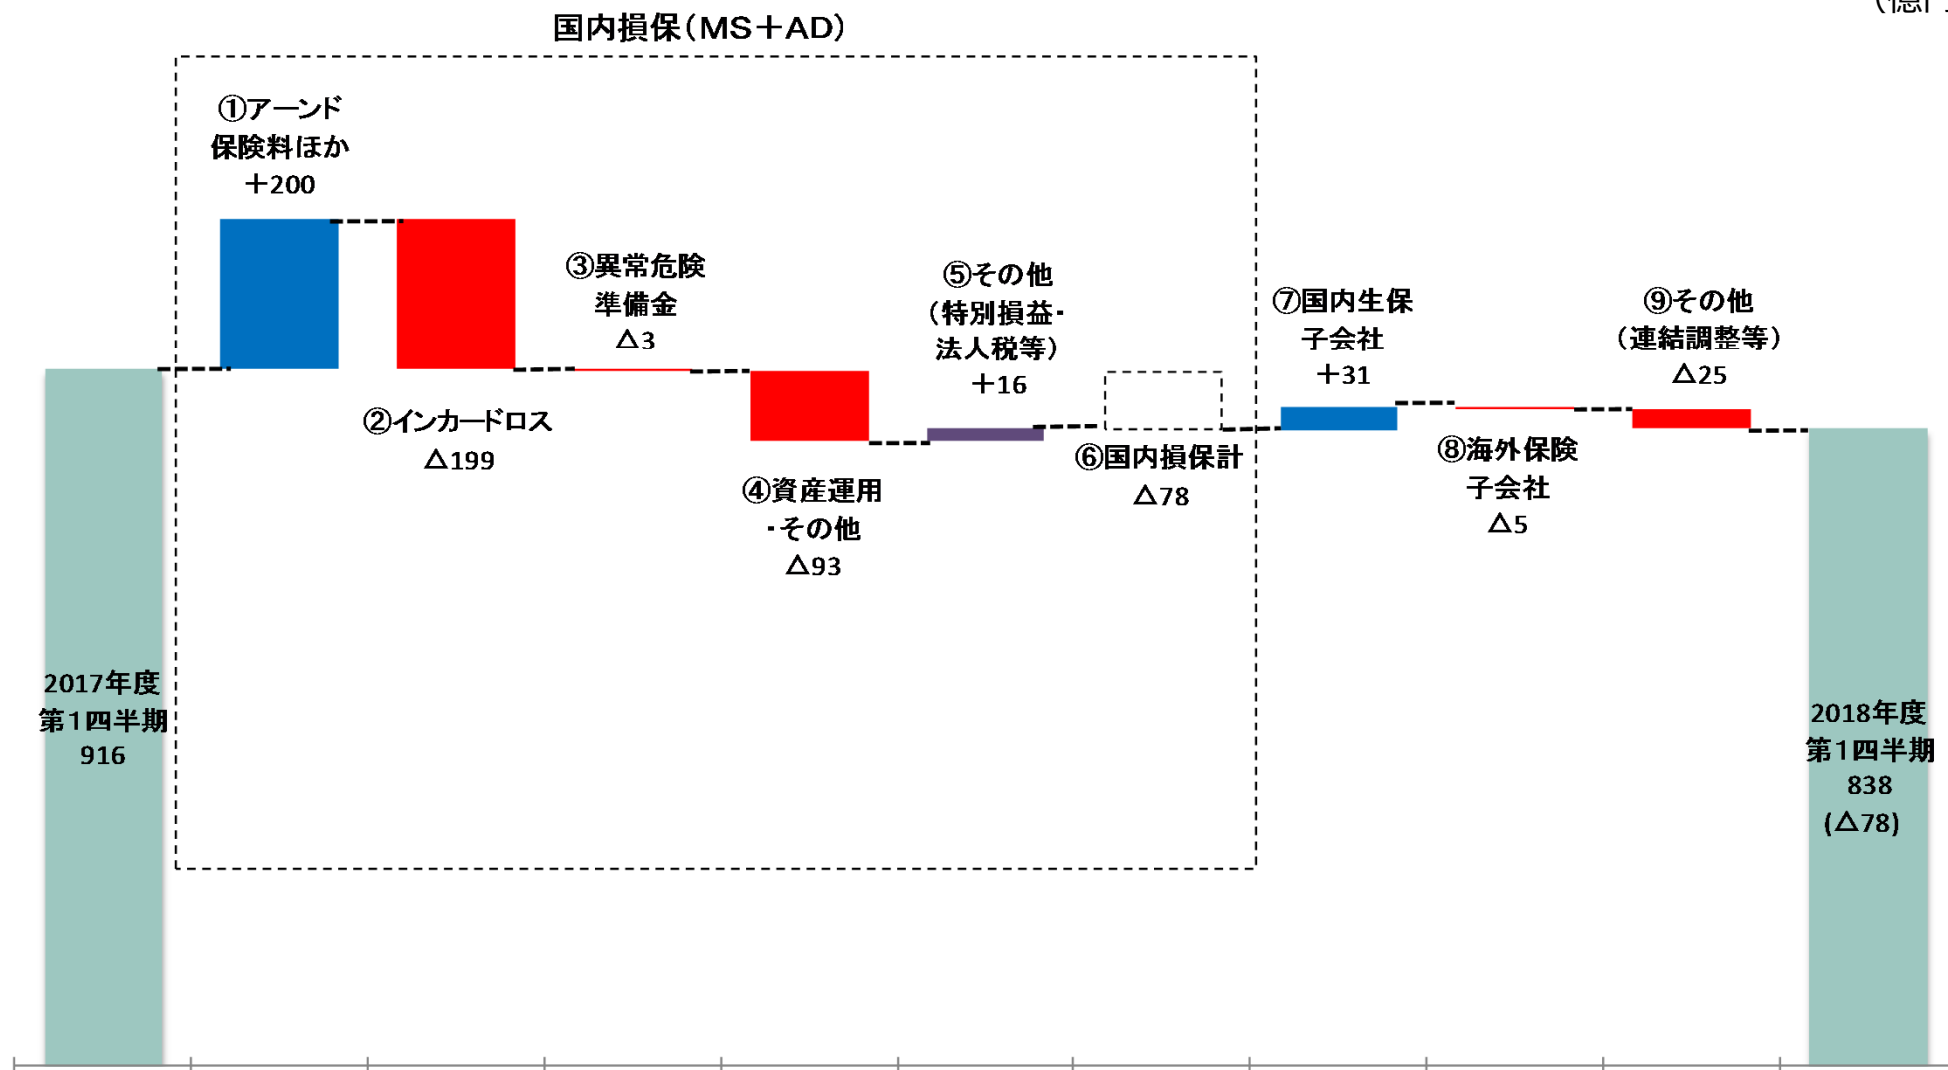 （億円
国内損保（MS＋AD）
①アーンド
保険料ほか
＋200
②インカードロス
△199
③異常危険
準備金
△3
④資産運用
・その他
△93
⑤その他
（特別損益・
法人税等）
＋16
⑥国内損保計
△78
⑦国内生保
子会社
＋31
⑧海外保険
子会社
△5
⑨その他
（連結調整等）
△25
2017年度
第1四半期
916
2018年度
第1四半期
838
(△78)